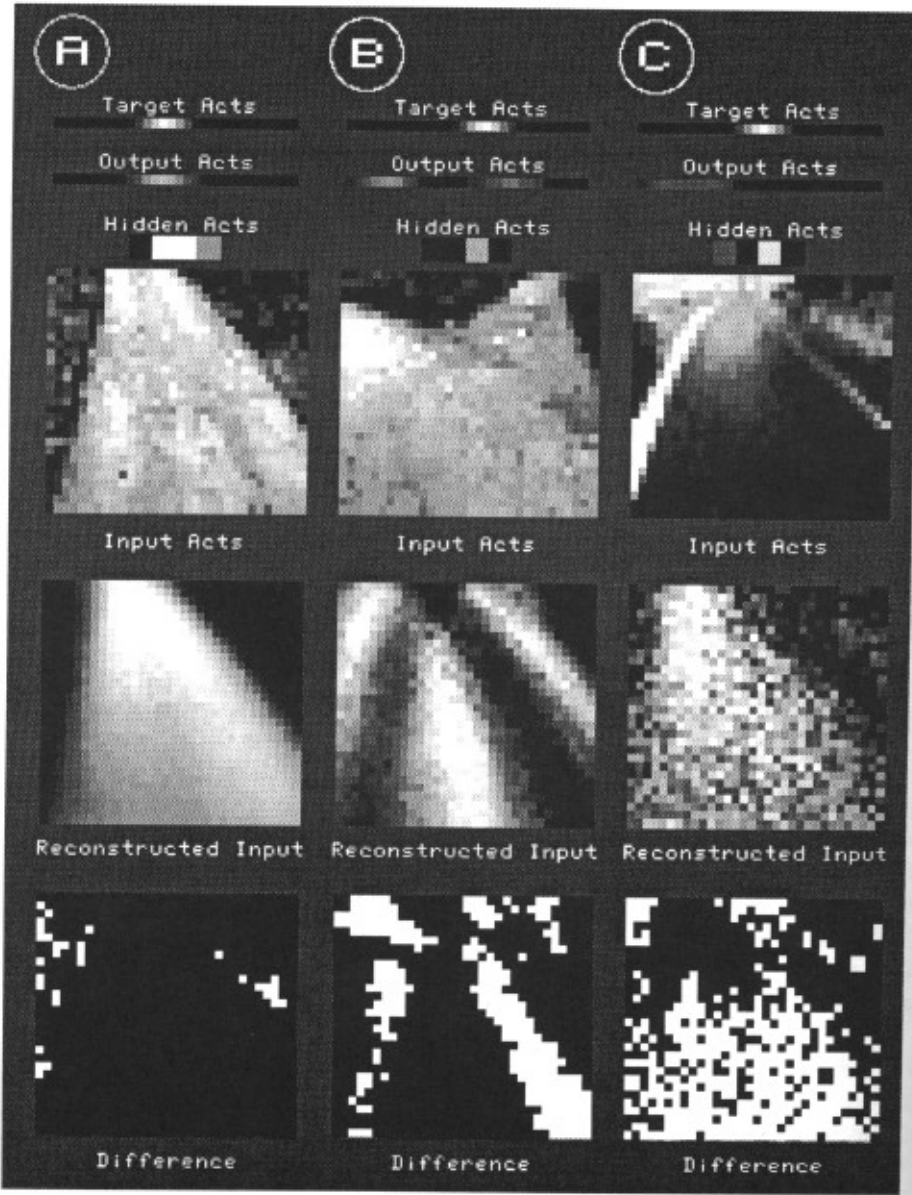 A B C
Target Acts Target Acts Target Acts
Output Acts Output Acts Output Acts
Hidden Acts Hidden Acts Hidden Acts
Input Acts Input Acts Input Acts
Reconstructed Input Reconstructed Input Reconstructed Input
Difference Difference Difference